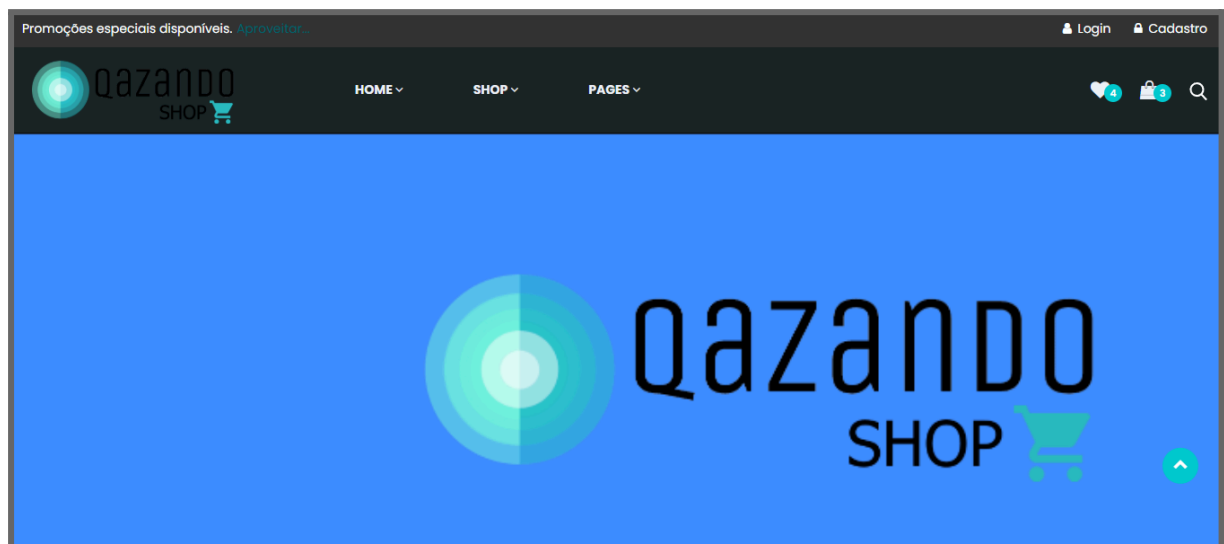 Promoções especiais disponíveis. Aproveitar...
Login Cadastro
Qazando
SHOP
HOME SHOP PAGES
4 3
Qazando
SHOP